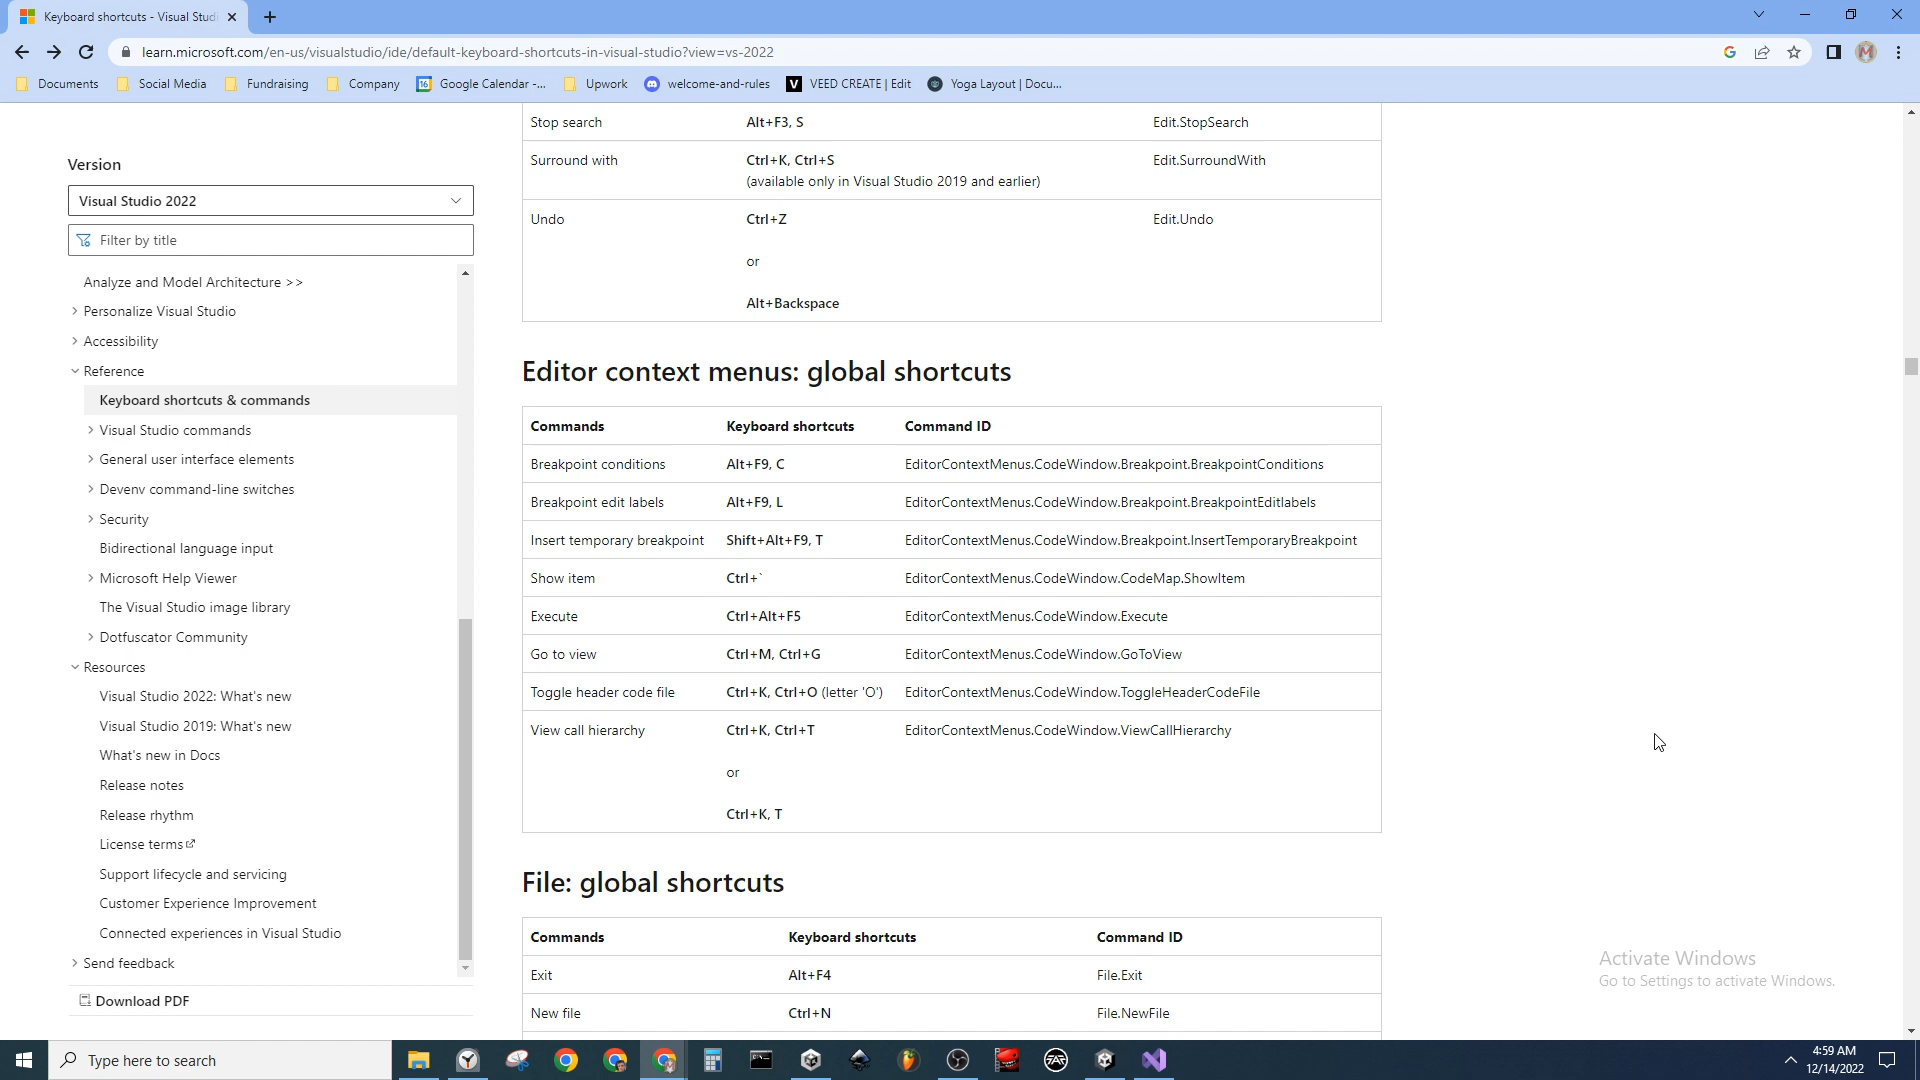 Keyboard shortcuts - Visual Stud
learn.microsoft.com/en-us/visualstudio/ide/default-keyboard-shortcuts-in-visual-studio?view=vs-2022
Documents Social Media Fundraising Company Google Calendar -... Upwork welcome-and-rules VEED CREATE | Edit Yoga Layout | Docu...
Version
Visual Studio 2022
Filter by title
Analyze and Model Architecture >>
Personalize Visual Studio
Accessibility
Reference
Keyboard shortcuts & commands
Visual Studio commands
General user interface elements
Devenv command-line switches
Security
Bidirectional language input
Microsoft Help Viewer
The Visual Studio image library
Dotfuscator Community
Resources
Visual Studio 2022: What's new
Visual Studio 2019: What's new
What's new in Docs
Release notes
Release rhythm
License terms
Support lifecycle and servicing
Customer Experience Improvement
Connected experiences in Visual Studio
Send feedback
Download PDF
Stop search Alt+F3, S Edit.StopSearch
Surround with Ctrl+K, Ctrl+S Edit.SurroundWith
(available only in Visual Studio 2019 and earlier)
Undo Ctrl+Z Edit.Undo
or
Alt+Backspace
Editor context menus: global shortcuts
Commands Keyboard shortcuts Command ID
Breakpoint conditions Alt+F9, C EditorContextMenus.CodeWindow.Breakpoint.BreakpointConditions
Breakpoint edit labels Alt+F9, L EditorContextMenus.CodeWindow.Breakpoint.BreakpointEditlabels
Insert temporary breakpoint Shift+Alt+F9, T EditorContextMenus.CodeWindow.Breakpoint.InsertTemporaryBreakpoint
Show item Ctrl+` EditorContextMenus.CodeWindow.CodeMap.ShowItem
Execute Ctrl+Alt+F5 EditorContextMenus.CodeWindow.Execute
Go to view Ctrl+M, Ctrl+G EditorContextMenus.CodeWindow.GoToView
Toggle header code file Ctrl+K, Ctrl+O (letter 'O') EditorContextMenus.CodeWindow.ToggleHeaderCodeFile
View call hierarchy Ctrl+K, Ctrl+T EditorContextMenus.CodeWindow.ViewCallHierarchy
or
Ctrl+K, T
File: global shortcuts
Commands Keyboard shortcuts Command ID
Exit Alt+F4 File.Exit
New file Ctrl+N File.NewFile
Activate Windows
Go to Settings to activate Windows.
Type here to search
4:59 AM
12/14/2022